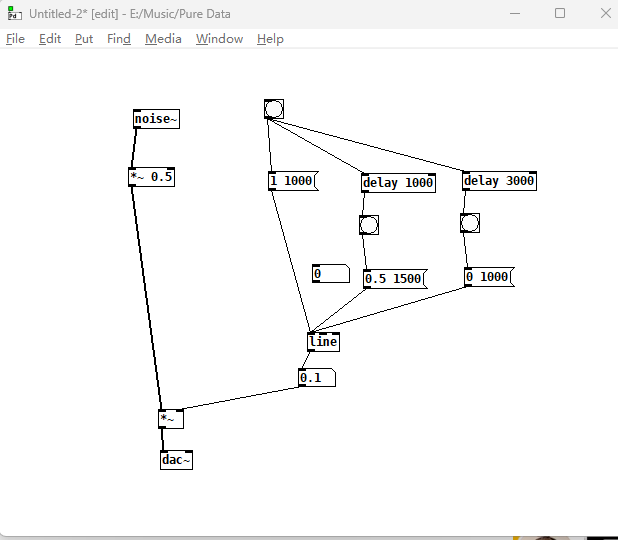 Untitled-2* [edit] - E:/Music/Pure Data
File Edit Put Find Media Window Help
noise~
*~ 0.5
1 1000
delay 1000
delay 3000
0
0.5 1500
0 1000
line
0.1
*~
dac~